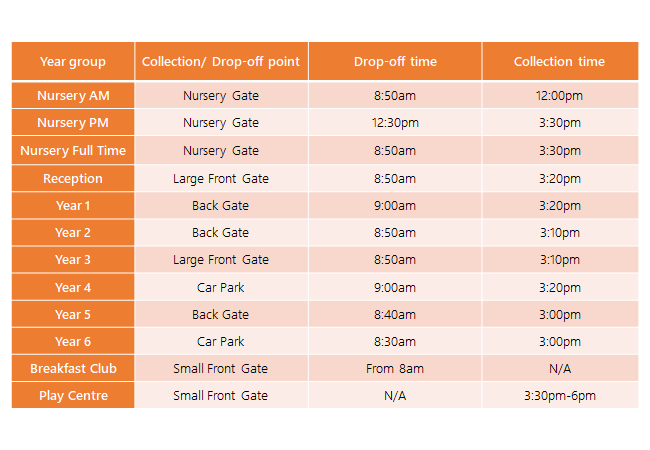 Year group Collection/ Drop-off point Drop-off time Collection time
Nursery AM Nursery Gate 8:50am 12:00pm
Nursery PM Nursery Gate 12:30pm 3:30pm
Nursery Full Time Nursery Gate 8:50am 3:30pm
Reception Large Front Gate 8:50am 3:20pm
Year 1 Back Gate 9:00am 3:20pm
Year 2 Back Gate 8:50am 3:10pm
Year 3 Large Front Gate 8:50am 3:10pm
Year 4 Car Park 9:00am 3:20pm
Year 5 Back Gate 8:40am 3:00pm
Year 6 Car Park 8:30am 3:00pm
Breakfast Club Small Front Gate From 8am N/A
Play Centre Small Front Gate N/A 3:30pm-6pm